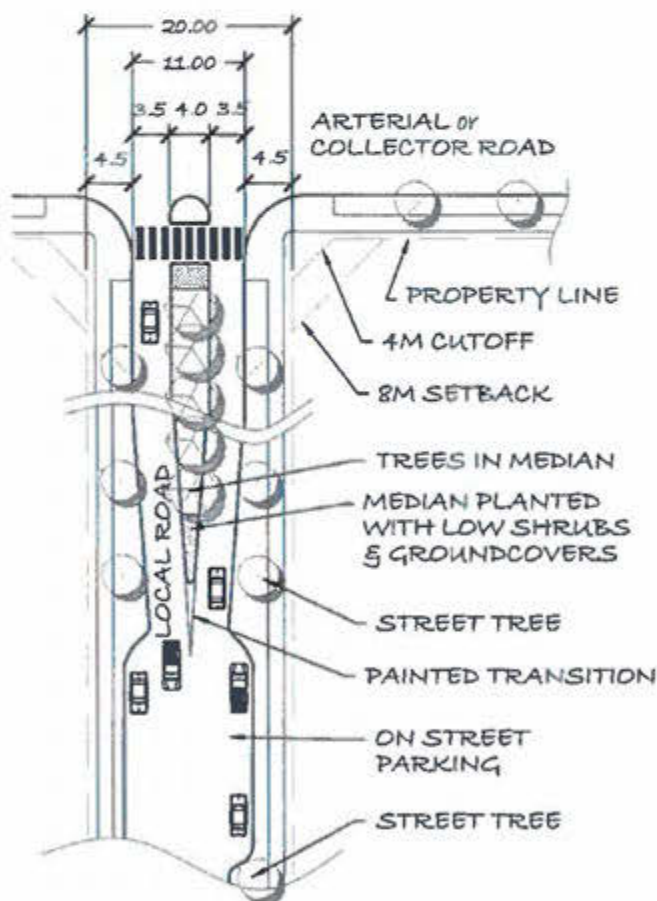 20.00
11.00
3.5 4.0 3.5
4.5
4.5
ARTERIAL or
COLLECTOR ROAD
PROPERTY LINE
4M CUTOFF
8M SETBACK
TREES IN MEDIAN
MEDIAN PLANTED
WITH LOW SHRUBS
& GROUNDCOVERS
LOCAL ROAD
STREET TREE
PAINTED TRANSITION
ON STREET
PARKING
STREET TREE